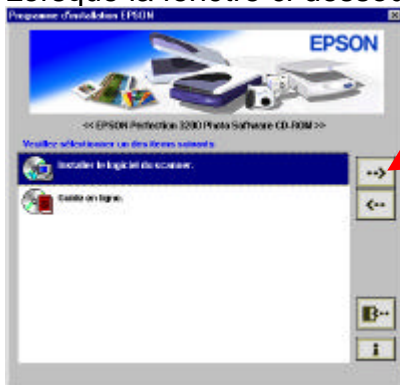 Lorsque la fenêtre ci-dessou
Programme d'installation EPSON
EPSON
<< EPSON Perfection 3200 Photo Software CD-ROM >>
Veuillez sélectionner un des items suivants
Installer le logiciel du scanner.
Guide en ligne.